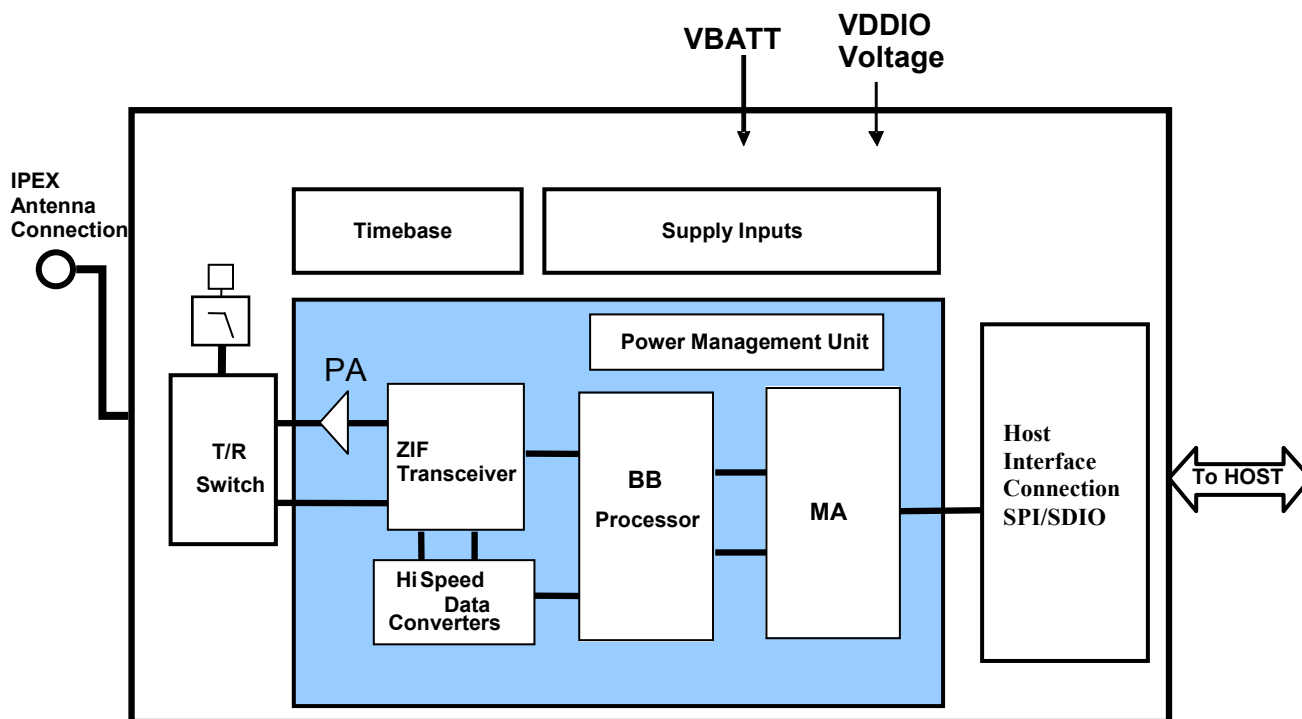 VBATT
VDDIO
Voltage
IPEX
Antenna
Connection
Timebase
Supply Inputs
Power Management Unit
PA
T/R
Switch
ZIF
Transceiver
BB
Processor
MA
Host
Interface
Connection
SPI/SDIO
To HOST
Hi Speed
Data
Converters